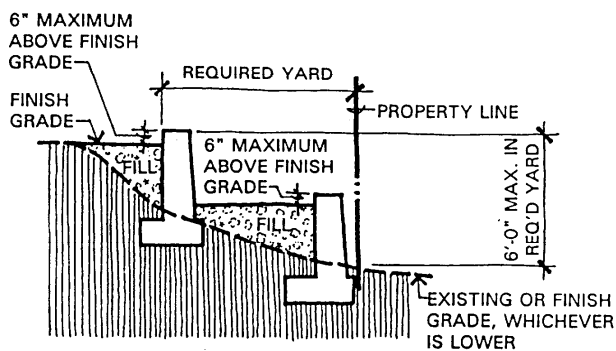 6" MAXIMUM
ABOVE FINISH
GRADE
FINISH
GRADE
REQUIRED YARD
PROPERTY LINE
6" MAXIMUM
ABOVE FINISH
GRADE
FILL
FILL
6'-0" MAX. IN
REQ'D YARD
EXISTING OR FINISH
GRADE, WHICHEVER
IS LOWER